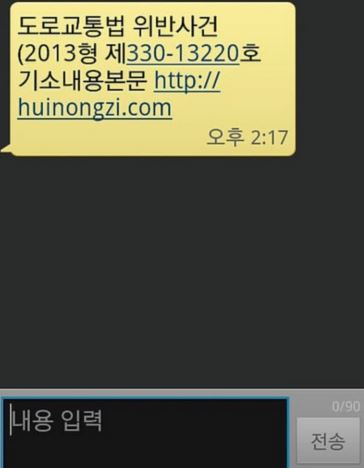 도로교통법 위반사건
(2013형 제330-13220호
기소내용본문 http://
huinongzi.com
오후 2:17
0/90
내용 입력
전송